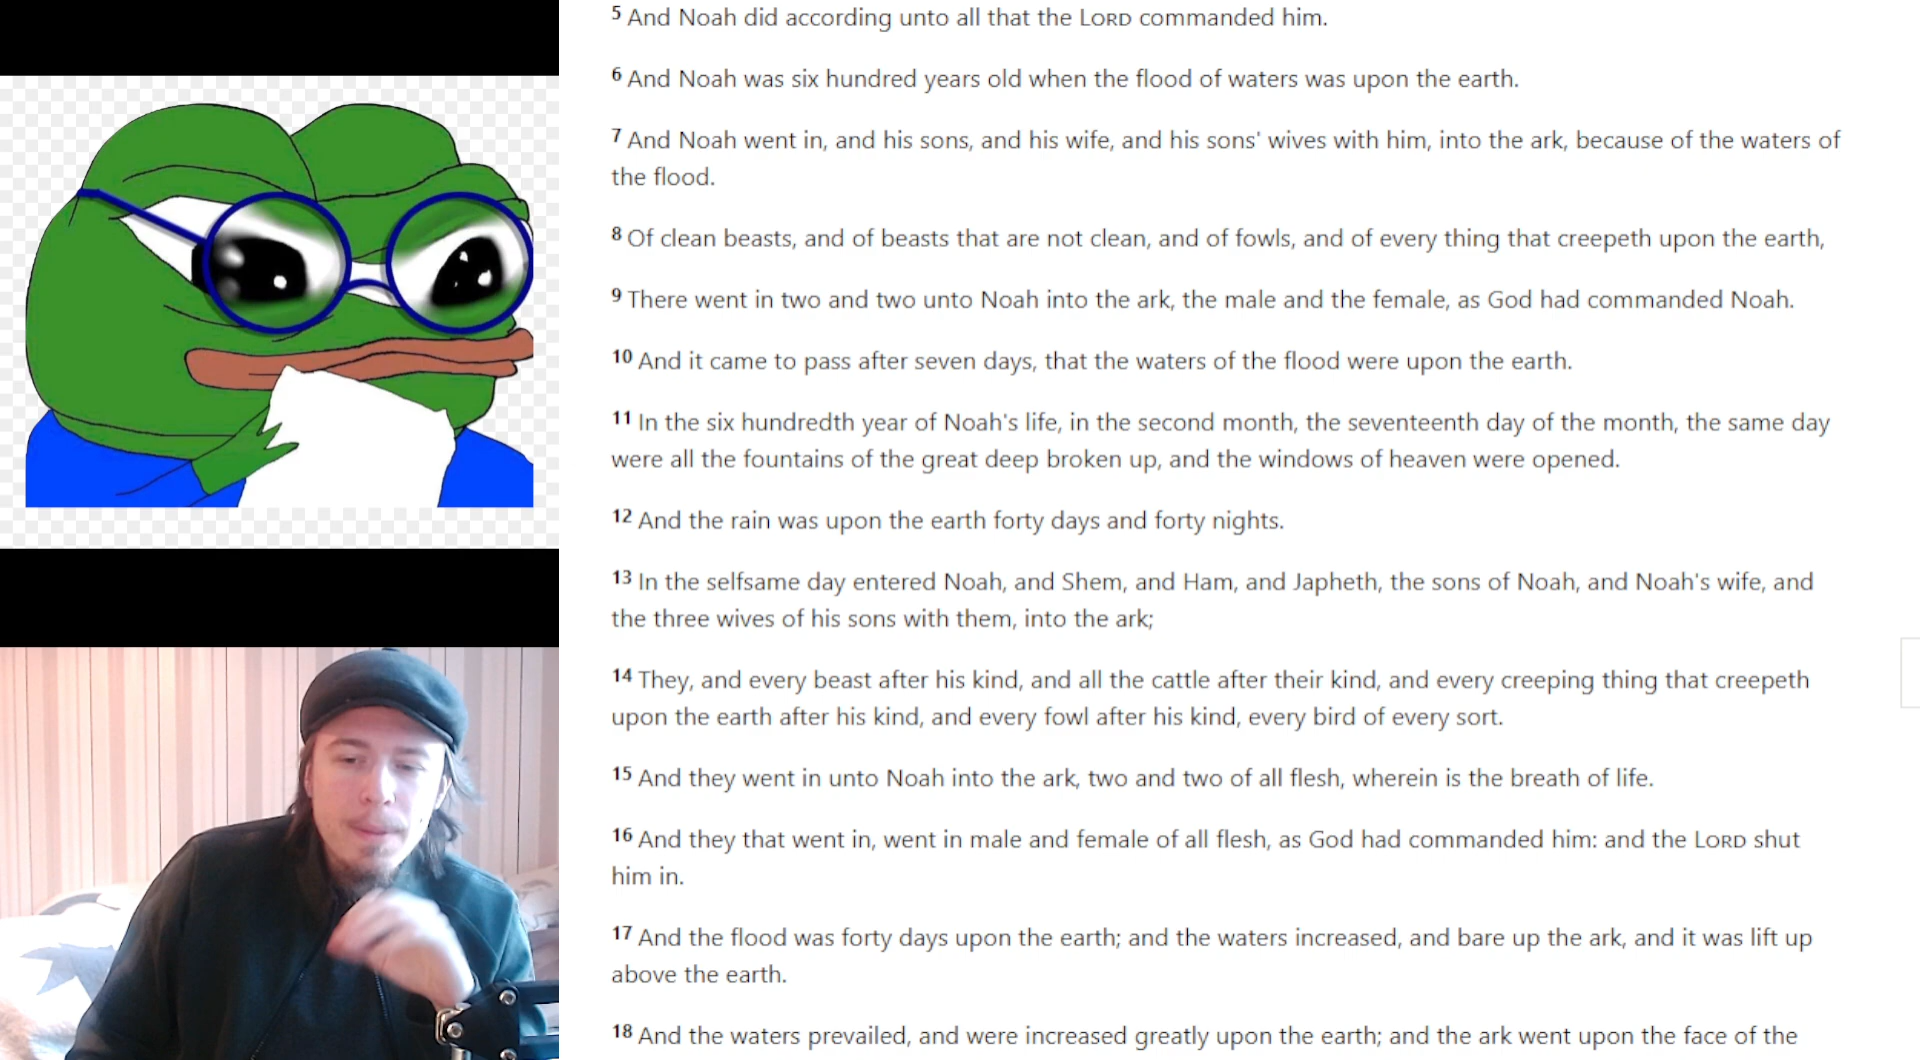 5 And Noah did according unto all that the LORD commanded him.
6 And Noah was six hundred years old when the flood of waters was upon the earth.
7 And Noah went in, and his sons, and his wife, and his sons' wives with him, into the ark, because of the waters of
the flood.
8 Of clean beasts, and of beasts that are not clean, and of fowls, and of every thing that creepeth upon the earth,
9 There went in two and two unto Noah into the ark, the male and the female, as God had commanded Noah.
10 And it came to pass after seven days, that the waters of the flood were upon the earth.
11 In the six hundredth year of Noah's life, in the second month, the seventeenth day of the month, the same day
were all the fountains of the great deep broken up, and the windows of heaven were opened.
12 And the rain was upon the earth forty days and forty nights.
13 In the selfsame day entered Noah, and Shem, and Ham, and Japheth, the sons of Noah, and Noah's wife, and
the three wives of his sons with them, into the ark;
14 They, and every beast after his kind, and all the cattle after their kind, and every creeping thing that creepeth
upon the earth after his kind, and every fowl after his kind, every bird of every sort.
15 And they went in unto Noah into the ark, two and two of all flesh, wherein is the breath of life.
16 And they that went in, went in male and female of all flesh, as God had commanded him: and the LORD shut
him in.
17 And the flood was forty days upon the earth; and the waters increased, and bare up the ark, and it was lift up
above the earth.
18 And the waters prevailed, and were increased greatly upon the earth; and the ark went upon the face of the